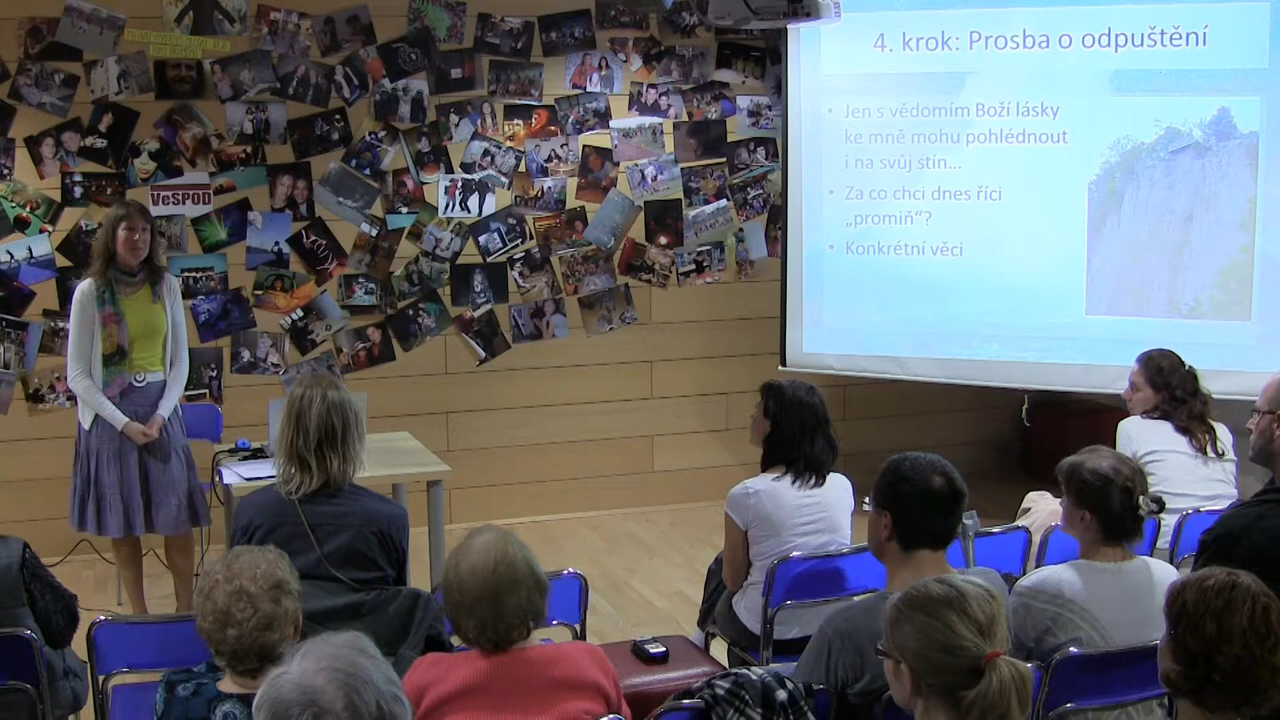 4. krok: Prosba o odpuštění
• Jen s vědomím Boží lásky
ke mně mohu pohlédnout
i na svůj stín...
• Za co chci dnes říci
„promiň“?
• Konkrétní věci
VeSPOD